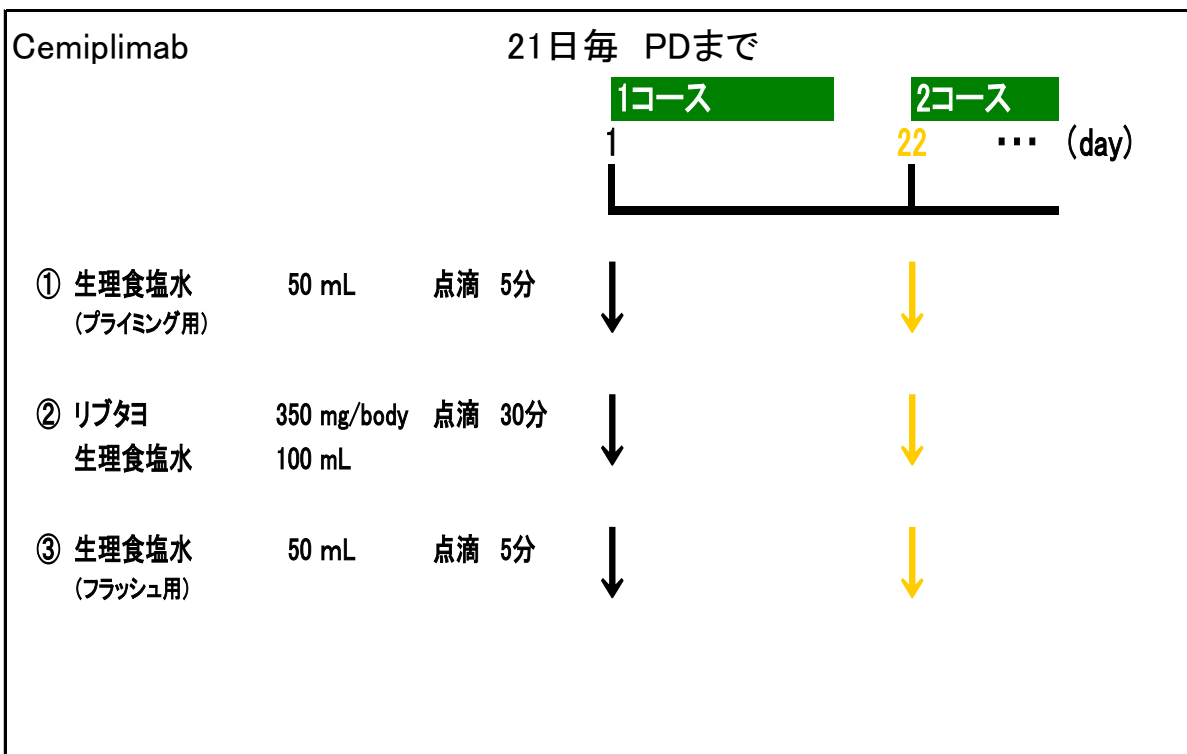 Cemiplimab 21日毎 PDまで
1コース 2コース
1 22 ・・・ (day)
① 生理食塩水 50 mL 点滴 5分
(プライミング用)
② リブタヨ 350 mg/body 点滴 30分
生理食塩水 100 mL
③ 生理食塩水 50 mL 点滴 5分
(フラッシュ用)